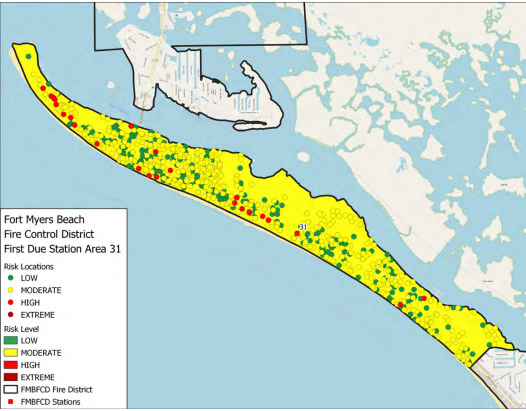 31
Fort Myers Beach
Fire Control District
First Due Station Area 31
Risk Locations
LOW
MODERATE
HIGH
EXTREME
Risk Level
LOW
MODERATE
HIGH
EXTREME
FMBFCD Fire District
FMBFCD Stations